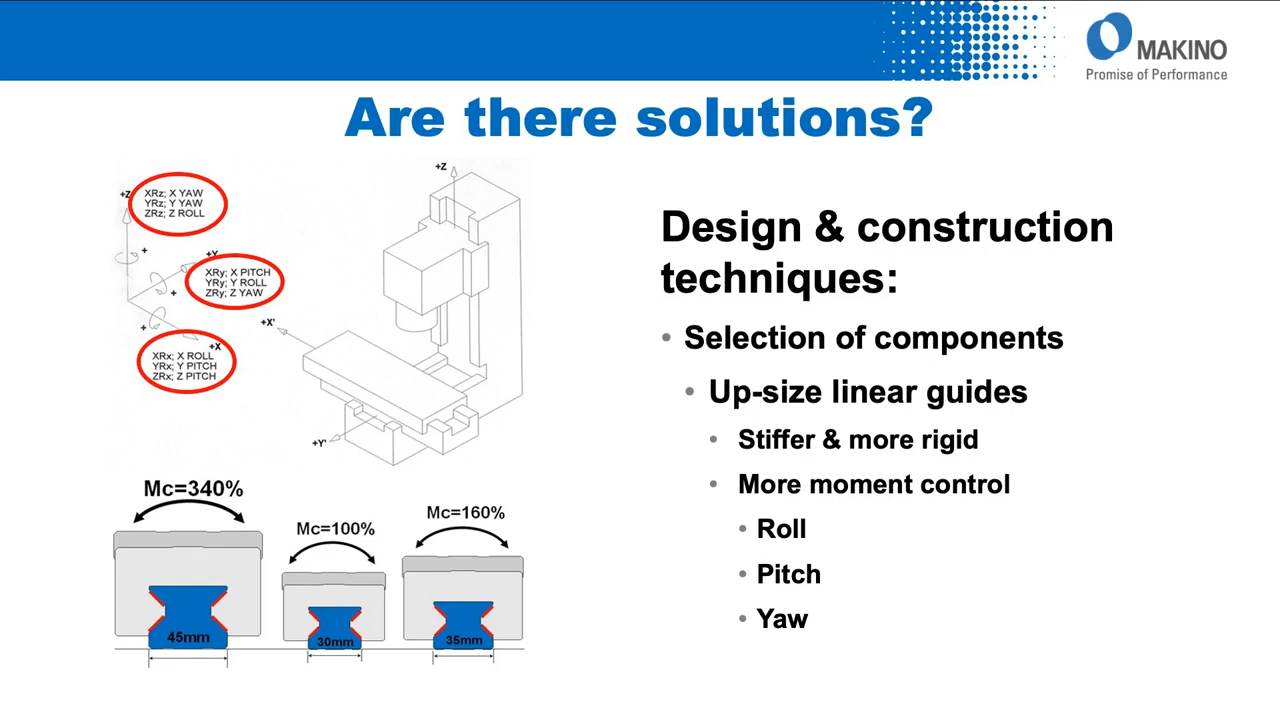 MAKINO
Promise of Performance
Are there solutions?
+Z
XRz; X YAW
YRz; Y YAW
ZRz; Z ROLL
+
+Y
XRy; X PITCH
YRy; Y ROLL
ZRy; Z YAW
+
+
+X
XRx; X ROLL
YRx; Y PITCH
ZRx; Z PITCH
+Z
+X'
+Y'
Mc=340%
Mc=100%
Mc=160%
45mm
30mm
35mm
Design & construction
techniques:
• Selection of components
• Up-size linear guides
• Stiffer & more rigid
• More moment control
• Roll
• Pitch
• Yaw